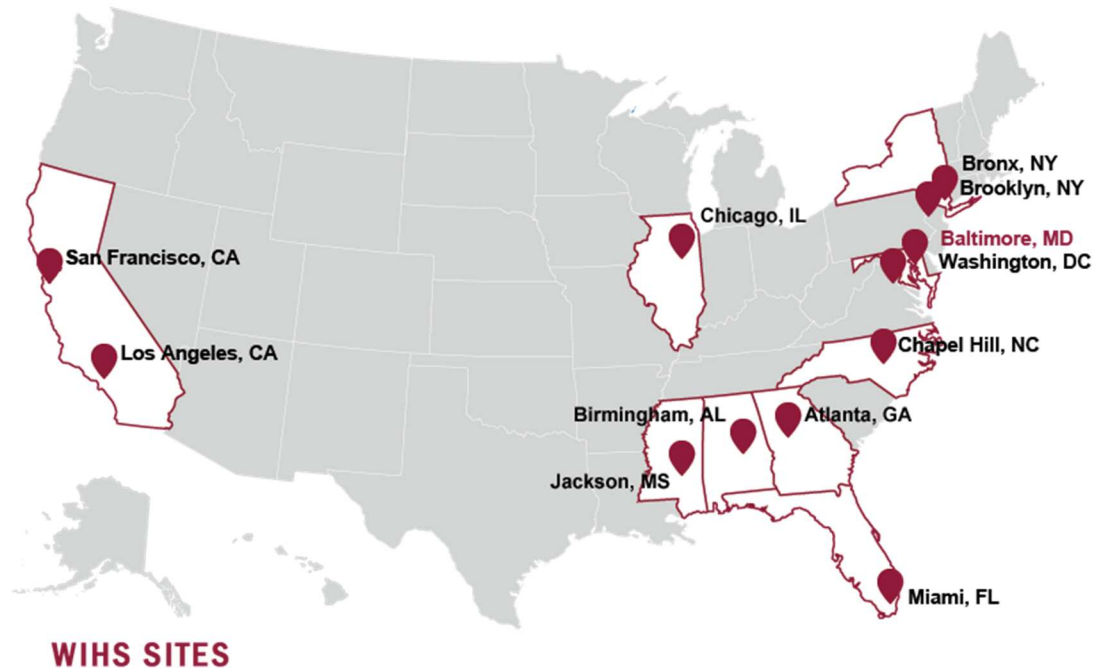 Bronx, NY
Brooklyn, NY
Chicago, IL
Baltimore, MD
Washington, DC
San Francisco, CA
Chapel Hill, NC
Los Angeles, CA
Birmingham, AL
Atlanta, GA
Jackson, MS
Miami, FL
WIHS SITES